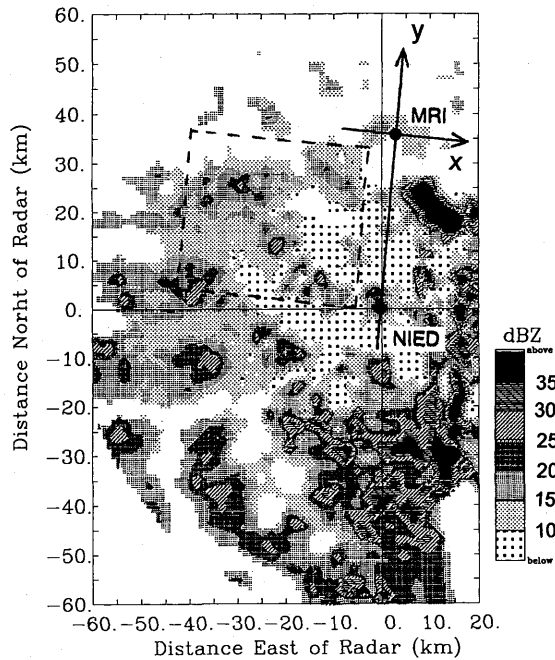 60.
50.
40.
30.
20.
10.
0.
-10.
-20.
-30.
-40.
-50.
-60.
Distance Norht of Radar (km)
y
MRI
x
NIED
dBZ
above
35
30
25
20
15
10
below
-60. -50. -40. -30. -20. -10. 0. 10. 20.
Distance East of Radar (km)